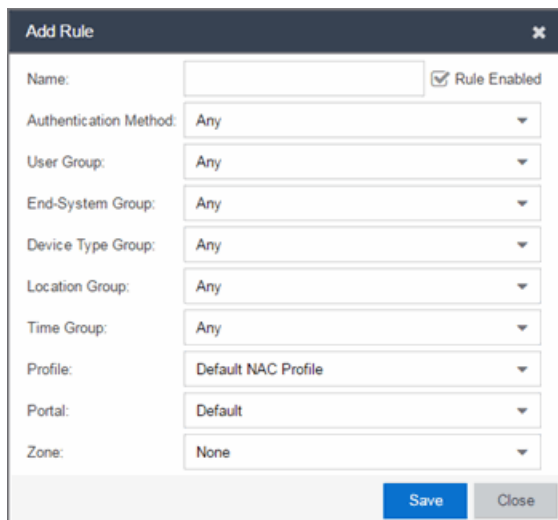 Add Rule
Name: Rule Enabled
Authentication Method: Any
User Group: Any
End-System Group: Any
Device Type Group: Any
Location Group: Any
Time Group: Any
Profile: Default NAC Profile
Portal: Default
Zone: None
Save Close